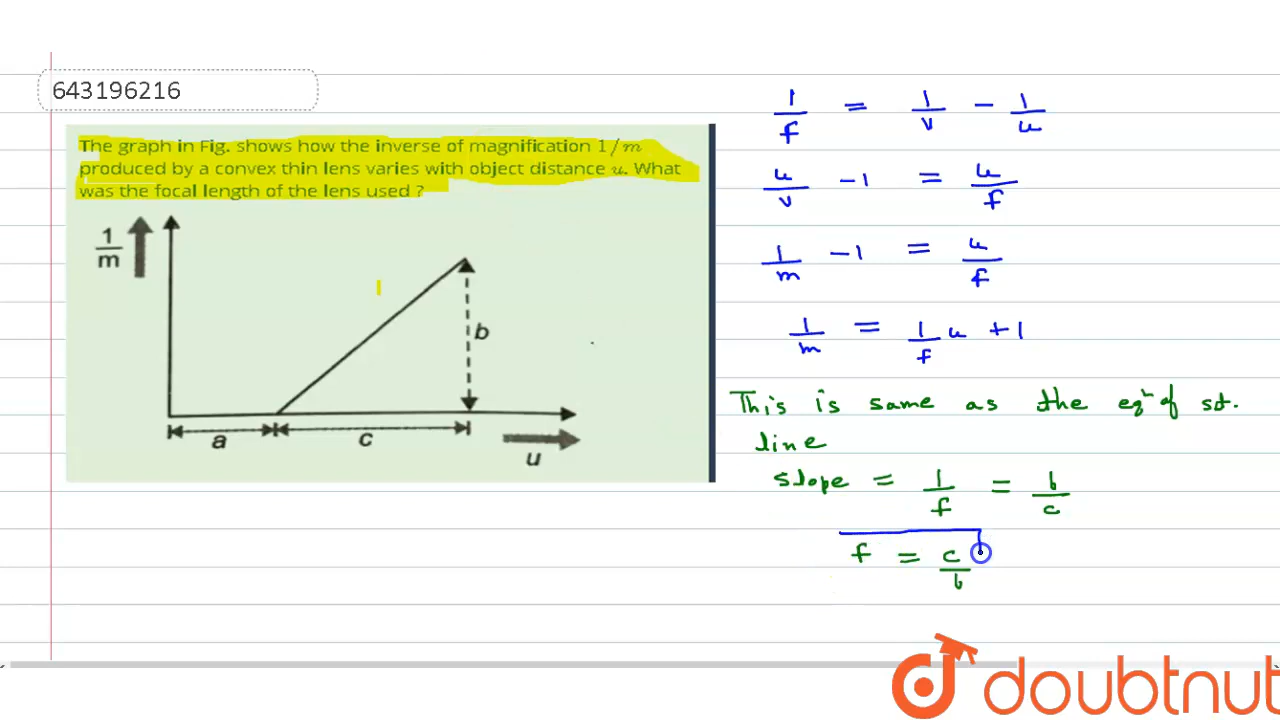 643196216
The graph in Fig. shows how the inverse of magnification 1/m
produced by a convex thin lens varies with object distance u. What
was the focal length of the lens used ?
1/m
b
a
c
u
1/f = 1/v - 1/u
u/v - 1 = u/f
1/m - 1 = u/f
1/m = 1/f u + 1
This is same as the eqn of st.
line
slope = 1/f = b/c
f = c/b
doubtnut